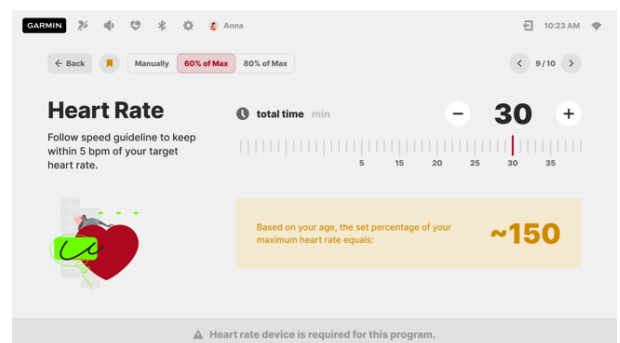 GARMIN Anna 10:23 AM
Back Manually 60% of Max 80% of Max 9/10
Heart Rate
Follow speed guideline to keep
within 5 bpm of your target
heart rate.
total time min
30
5 15 20 25 30 35
Based on your age, the set percentage of your
maximum heart rate equals:
~150
Heart rate device is required for this program.